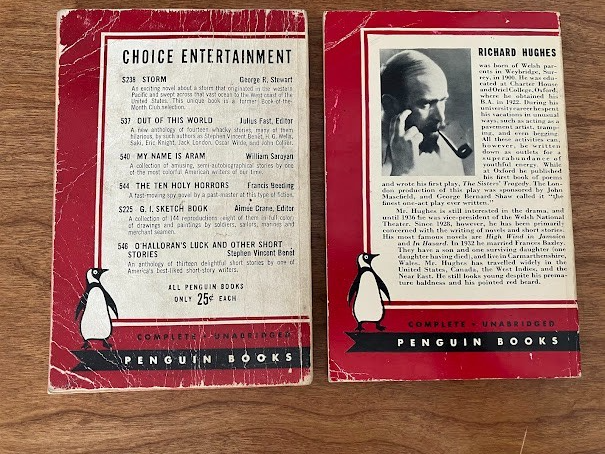 CHOICE ENTERTAINMENT
S238 STORM George R. Stewart
An exciting novel about a storm that originated in the western
Pacific and swept across that vast ocean to the West coast of the
United States. This unique book is a former Book-of-the-
Month Club selection.
537 OUT OF THIS WORLD Julius Fast, Editor
A new anthology of fourteen whacky stories, many of them
hilarious, by such authors as Stephen Vincent Benét, H. G. Wells,
Saki, Eric Knight, Jack London, Oscar Wilde, and John Collier.
540 MY NAME IS ARAM William Saroyan
A collection of amusing, semi-autobiographical stories by one
of the most colorful American writers of our time.
544 THE TEN HOLY HORRORS Francis Beeding
A fast-moving spy novel by a past-master at this type of fiction.
S225 G. I. SKETCH BOOK Aimée Crane, Editor
A collection of 144 reproductions (eight of them in full color)
of drawings and paintings by soldiers, sailors, marines and
merchant seamen.
546 O'HALLORAN'S LUCK AND OTHER SHORT
STORIES Stephen Vincent Benét
An anthology of thirteen delightful short stories by one of
America's best-liked short-story writers.
ALL PENGUIN BOOKS
ONLY 25¢ EACH
COMPLETE • UNABRIDGED
PENGUIN BOOKS
RICHARD HUGHES
was born of Welsh par-
ents in Weybridge, Sur-
rey, in 1900. He was edu-
cated at Charter House
and Oriel College, Oxford,
where he obtained his
B.A. in 1922. During his
university career he spent
his vacations in unusual
ways, such as acting as a
pavement artist, tramp-
ing, and even begging.
All these activities,
however, he has written
down as outlets for a
superabundance of
youthful energy. While
at Oxford he published
his first book of poems
and wrote his first play, The Sisters' Tragedy. The Lon-
don production of this play was sponsored by John
Masefield, and George Bernard Shaw called it "the
finest one-act play ever written."
Mr. Hughes is still interested in the drama, and
until 1936 he was vice-president of the Welsh National
Theater. Since 1928, however, he has been chiefly
concerned with the writing of novels and short stories.
His most famous novels are High Wind in Jamaica
and In Hazard. In 1932 he married Frances Bazley.
They have a son and one surviving daughter (one
daughter having died), and live in Carmarthenshire,
Wales. Mr. Hughes has travelled widely in the
United States, Canada, the West Indies, and the
Near East. He still looks young despite his prema-
ture baldness and his pointed red beard.
COMPLETE • UNABRIDGED
PENGUIN BOOKS